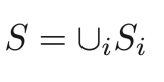 S = ∪ᵢSᵢ